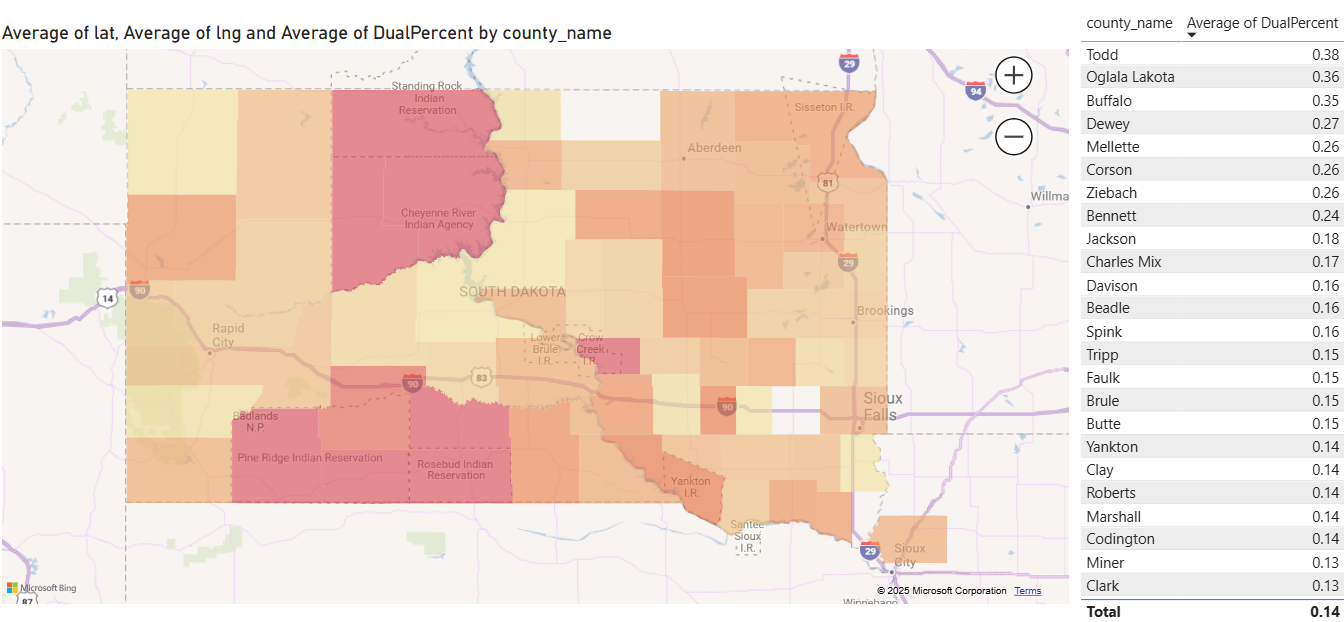 Average of lat, Average of lng and Average of DualPercent by county_name
29
94
Standing Rock
Indian
Reservation
Sisseton I.R.
Aberdeen
81
Willma
Cheyenne River
Indian Agency
Watertown
29
90
14
SOUTH DAKOTA
Rapid
City
Brookings
Lower
Brule
I.R.
Crow
Creek
I.R.
90
83
90
Sioux
Falls
Badlands
N.P.
Pine Ridge Indian Reservation
Rosebud Indian
Reservation
Yankton
I.R.
Santee
Sioux
I.R.
29
Sioux
City
Microsoft Bing
© 2025 Microsoft Corporation Terms
87
Winnebago
county_name Average of DualPercent
Todd 0.38
Oglala Lakota 0.36
Buffalo 0.35
Dewey 0.27
Mellette 0.26
Corson 0.26
Ziebach 0.26
Bennett 0.24
Jackson 0.18
Charles Mix 0.17
Davison 0.16
Beadle 0.16
Spink 0.16
Tripp 0.15
Faulk 0.15
Brule 0.15
Butte 0.15
Yankton 0.14
Clay 0.14
Roberts 0.14
Marshall 0.14
Codington 0.14
Miner 0.13
Clark 0.13
Total 0.14